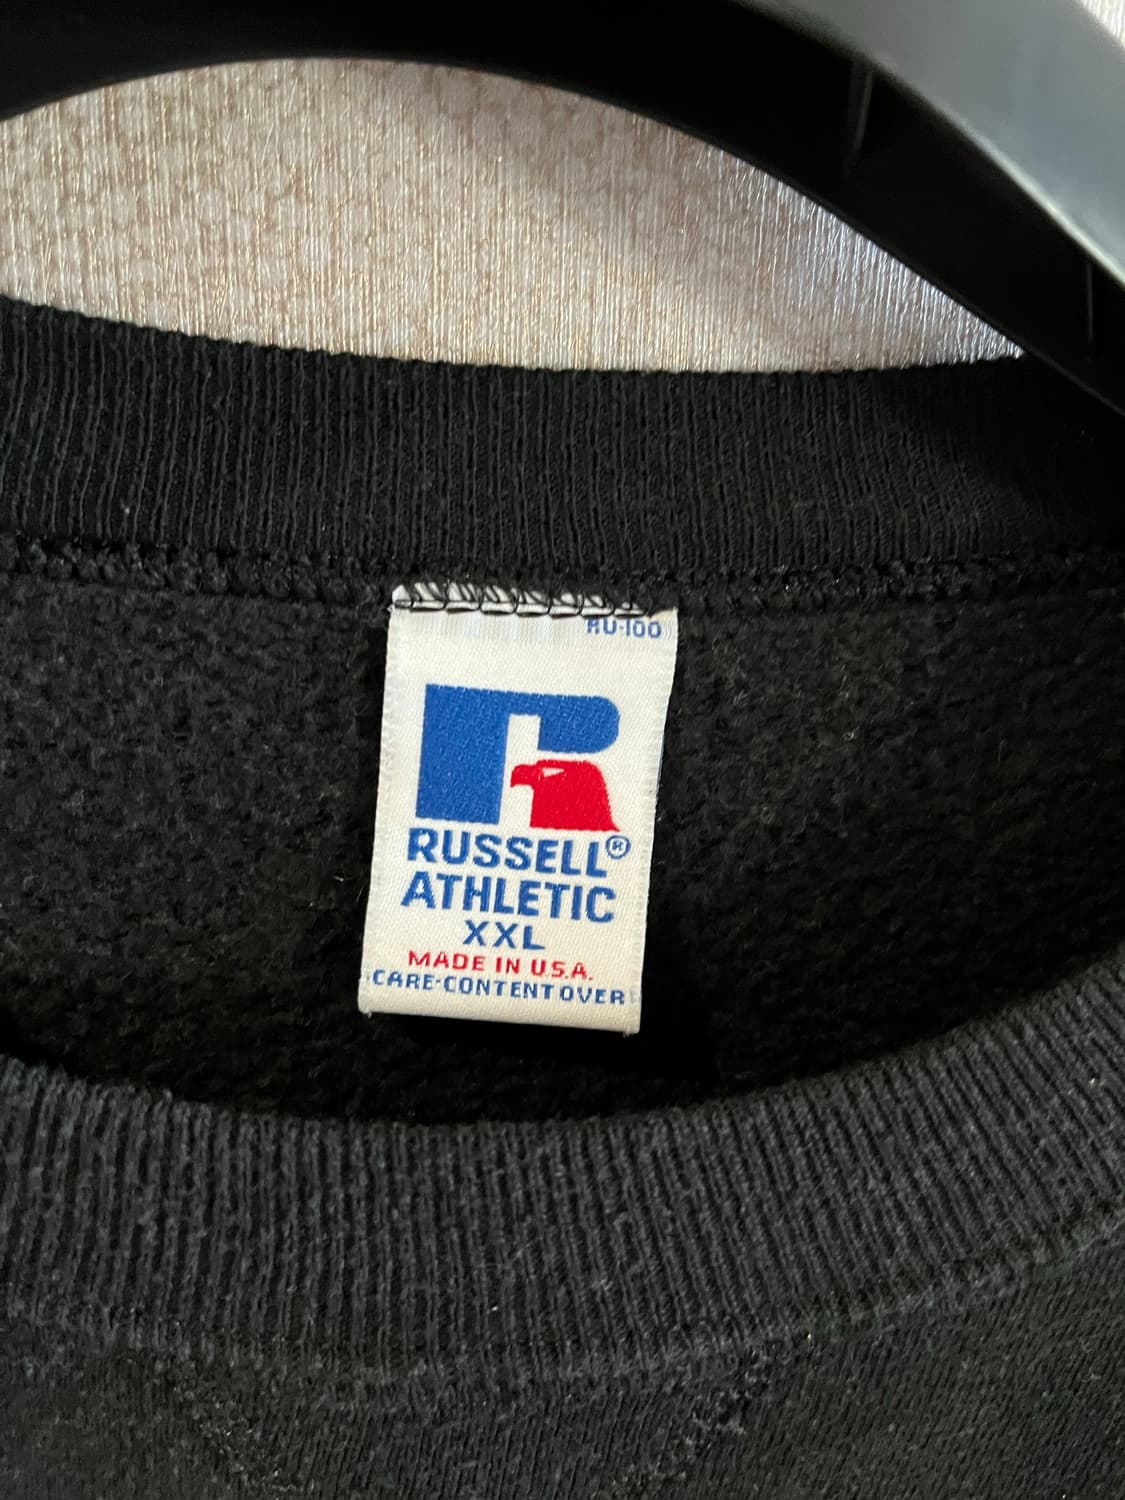 RU-100
RUSSELL®
ATHLETIC
XXL
MADE IN U.S.A.
CARE-CONTENT OVER